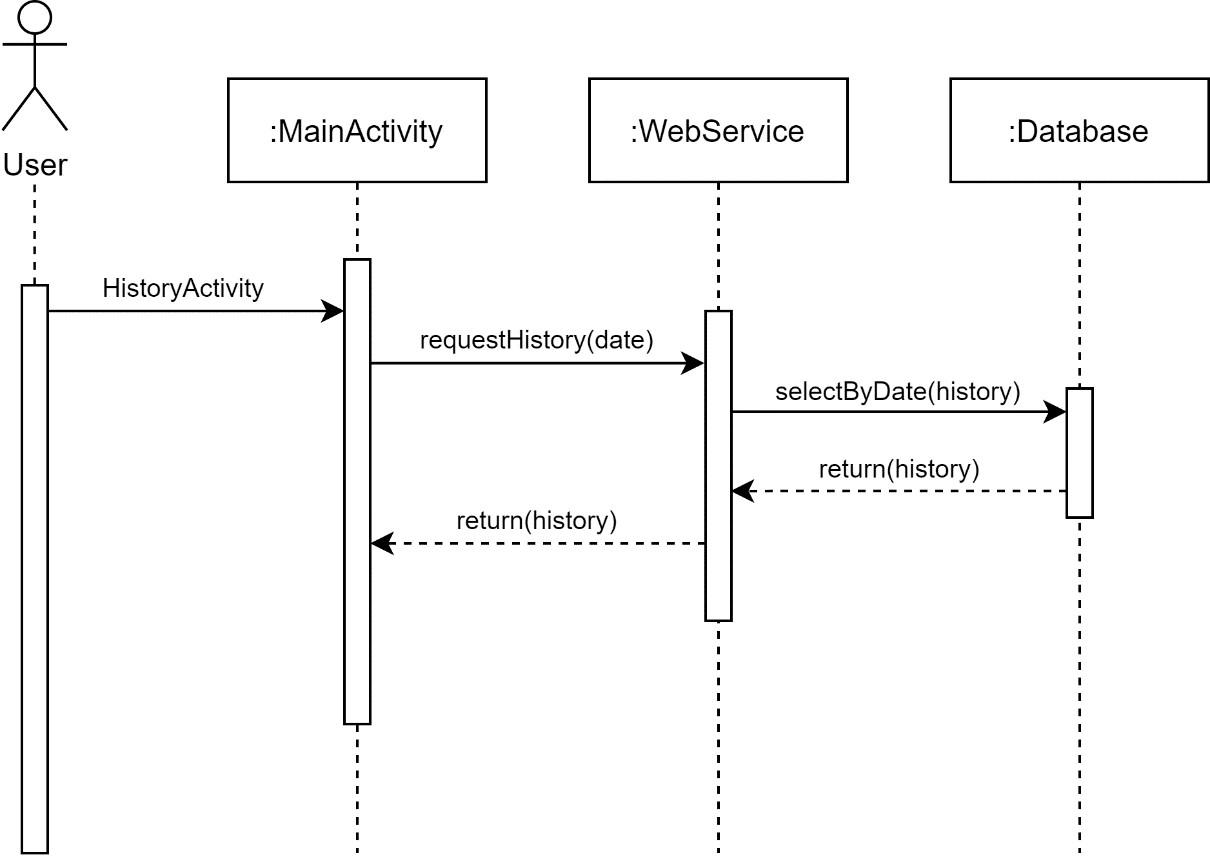 User
:MainActivity
:WebService
:Database
HistoryActivity
requestHistory(date)
selectByDate(history)
return(history)
return(history)